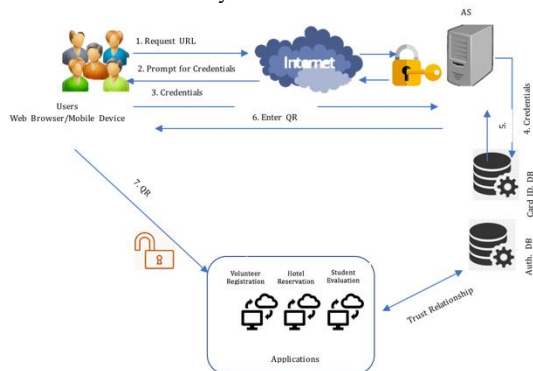 AS
1. Request URL
2. Prompt for Credentials
Internet
3. Credentials
Users
Web Browser/Mobile Device
6. Enter QR
5.
4. Credentials
Card ID. DB
7. QR
Auth. DB
Volunteer
Registration
Hotel
Reservation
Student
Evaluation
Trust Relationship
Applications